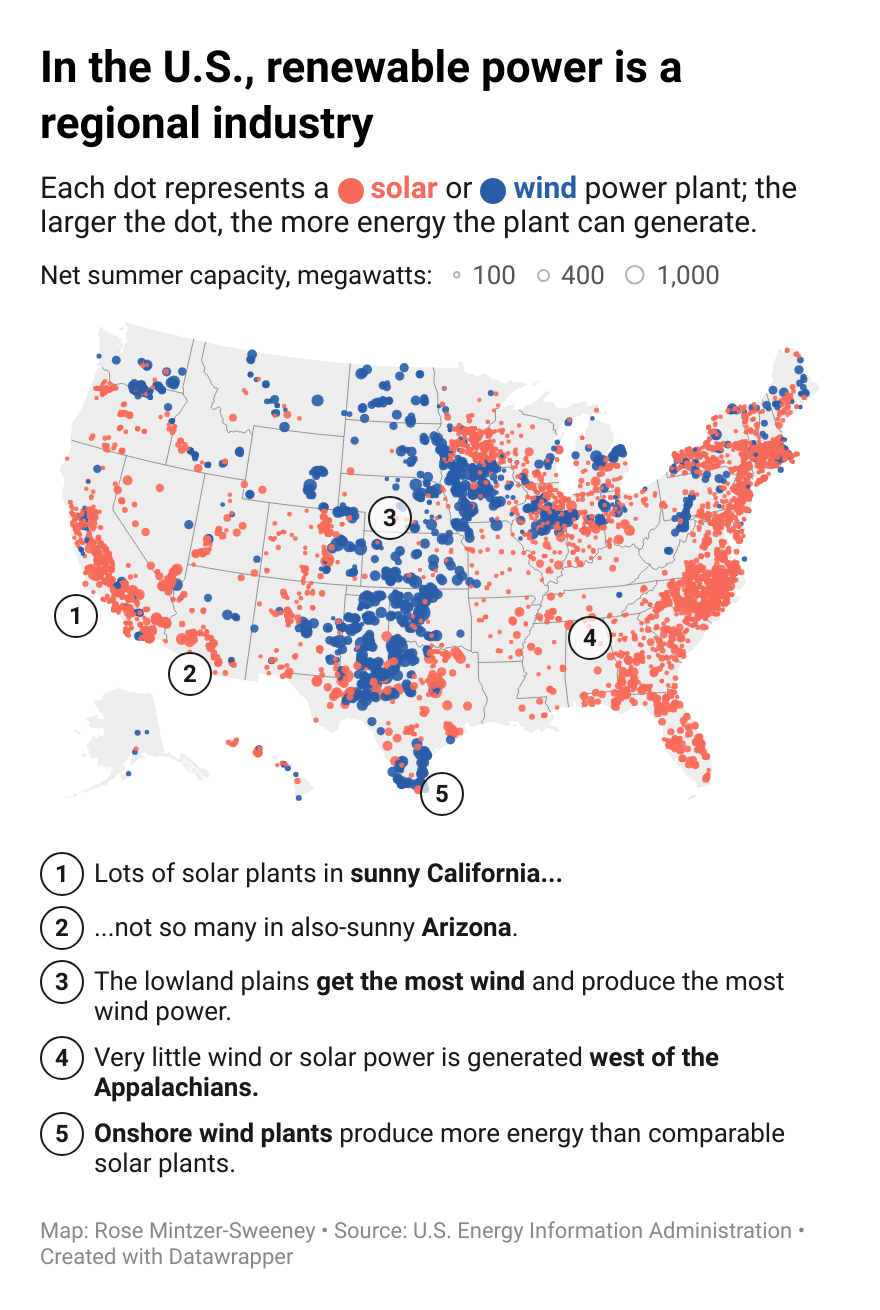 In the U.S., renewable power is a
regional industry
Each dot represents a solar or wind power plant; the
larger the dot, the more energy the plant can generate.
Net summer capacity, megawatts: 100 400 1,000
3
1
4
2
5
1 Lots of solar plants in sunny California...
2 ...not so many in also-sunny Arizona.
3 The lowland plains get the most wind and produce the most
wind power.
4 Very little wind or solar power is generated west of the
Appalachians.
5 Onshore wind plants produce more energy than comparable
solar plants.
Map: Rose Mintzer-Sweeney • Source: U.S. Energy Information Administration •
Created with Datawrapper